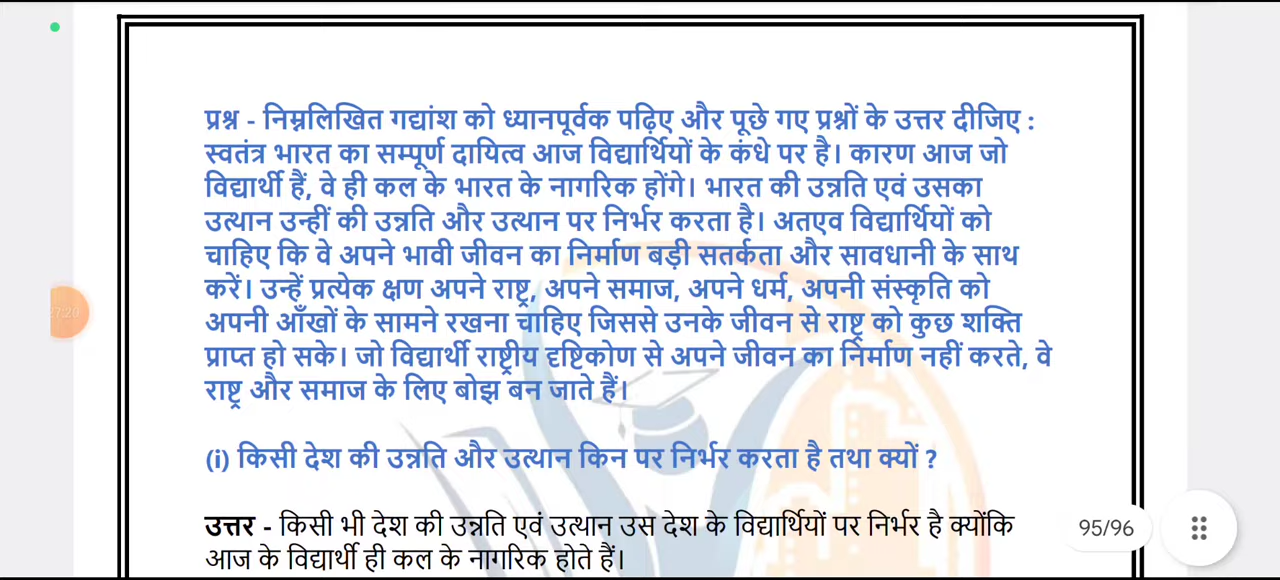 प्रश्न - निम्नलिखित गद्यांश को ध्यानपूर्वक पढ़िए और पूछे गए प्रश्नों के उत्तर दीजिए :
स्वतंत्र भारत का सम्पूर्ण दायित्व आज विद्यार्थियों के कंधे पर है। कारण आज जो
विद्यार्थी हैं, वे ही कल के भारत के नागरिक होंगे। भारत की उन्नति एवं उसका
उत्थान उन्हीं की उन्नति और उत्थान पर निर्भर करता है। अतएव विद्यार्थियों को
चाहिए कि वे अपने भावी जीवन का निर्माण बड़ी सतर्कता और सावधानी के साथ
करें। उन्हें प्रत्येक क्षण अपने राष्ट्र, अपने समाज, अपने धर्म, अपनी संस्कृति को
27:20
अपनी आँखों के सामने रखना चाहिए जिससे उनके जीवन से राष्ट्र को कुछ शक्ति
प्राप्त हो सके। जो विद्यार्थी राष्ट्रीय दृष्टिकोण से अपने जीवन का निर्माण नहीं करते, वे
राष्ट्र और समाज के लिए बोझ बन जाते हैं।
(i) किसी देश की उन्नति और उत्थान किन पर निर्भर करता है तथा क्यों ?
उत्तर - किसी भी देश की उन्नति एवं उत्थान उस देश के विद्यार्थियों पर निर्भर है क्योंकि
95/96
आज के विद्यार्थी ही कल के नागरिक होते हैं।